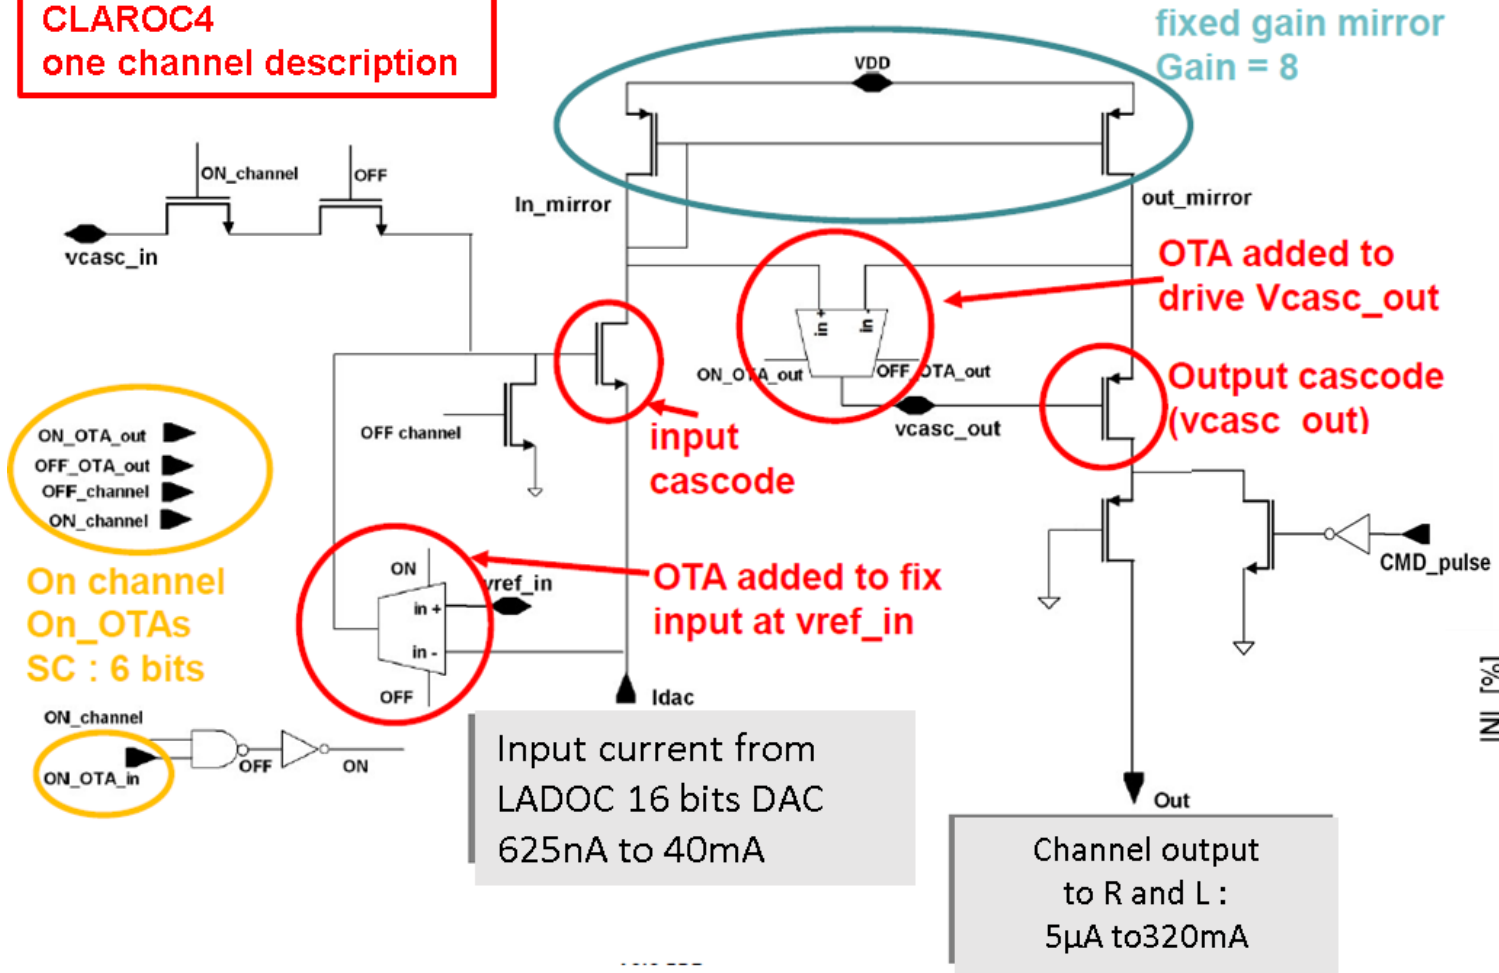 CLAROC4
one channel description
fixed gain mirror
Gain = 8
VDD
ON_channel
OFF
In_mirror
out_mirror
vcasc_in
OTA added to
drive Vcasc_out
in +
in -
ON_OTA_out
OFF_OTA_out
vcasc_out
Output cascode
(vcasc_out)
OFF channel
input
cascode
ON_OTA_out
OFF_OTA_out
OFF_channel
ON_channel
On channel
On_OTAs
SC : 6 bits
ON
vref_in
in +
in -
OFF
OTA added to fix
input at vref_in
CMD_pulse
INL [%]
Idac
ON_channel
ON_OTA_in
OFF
ON
Input current from
LADOC 16 bits DAC
625nA to 40mA
Out
Channel output
to R and L :
5µA to320mA